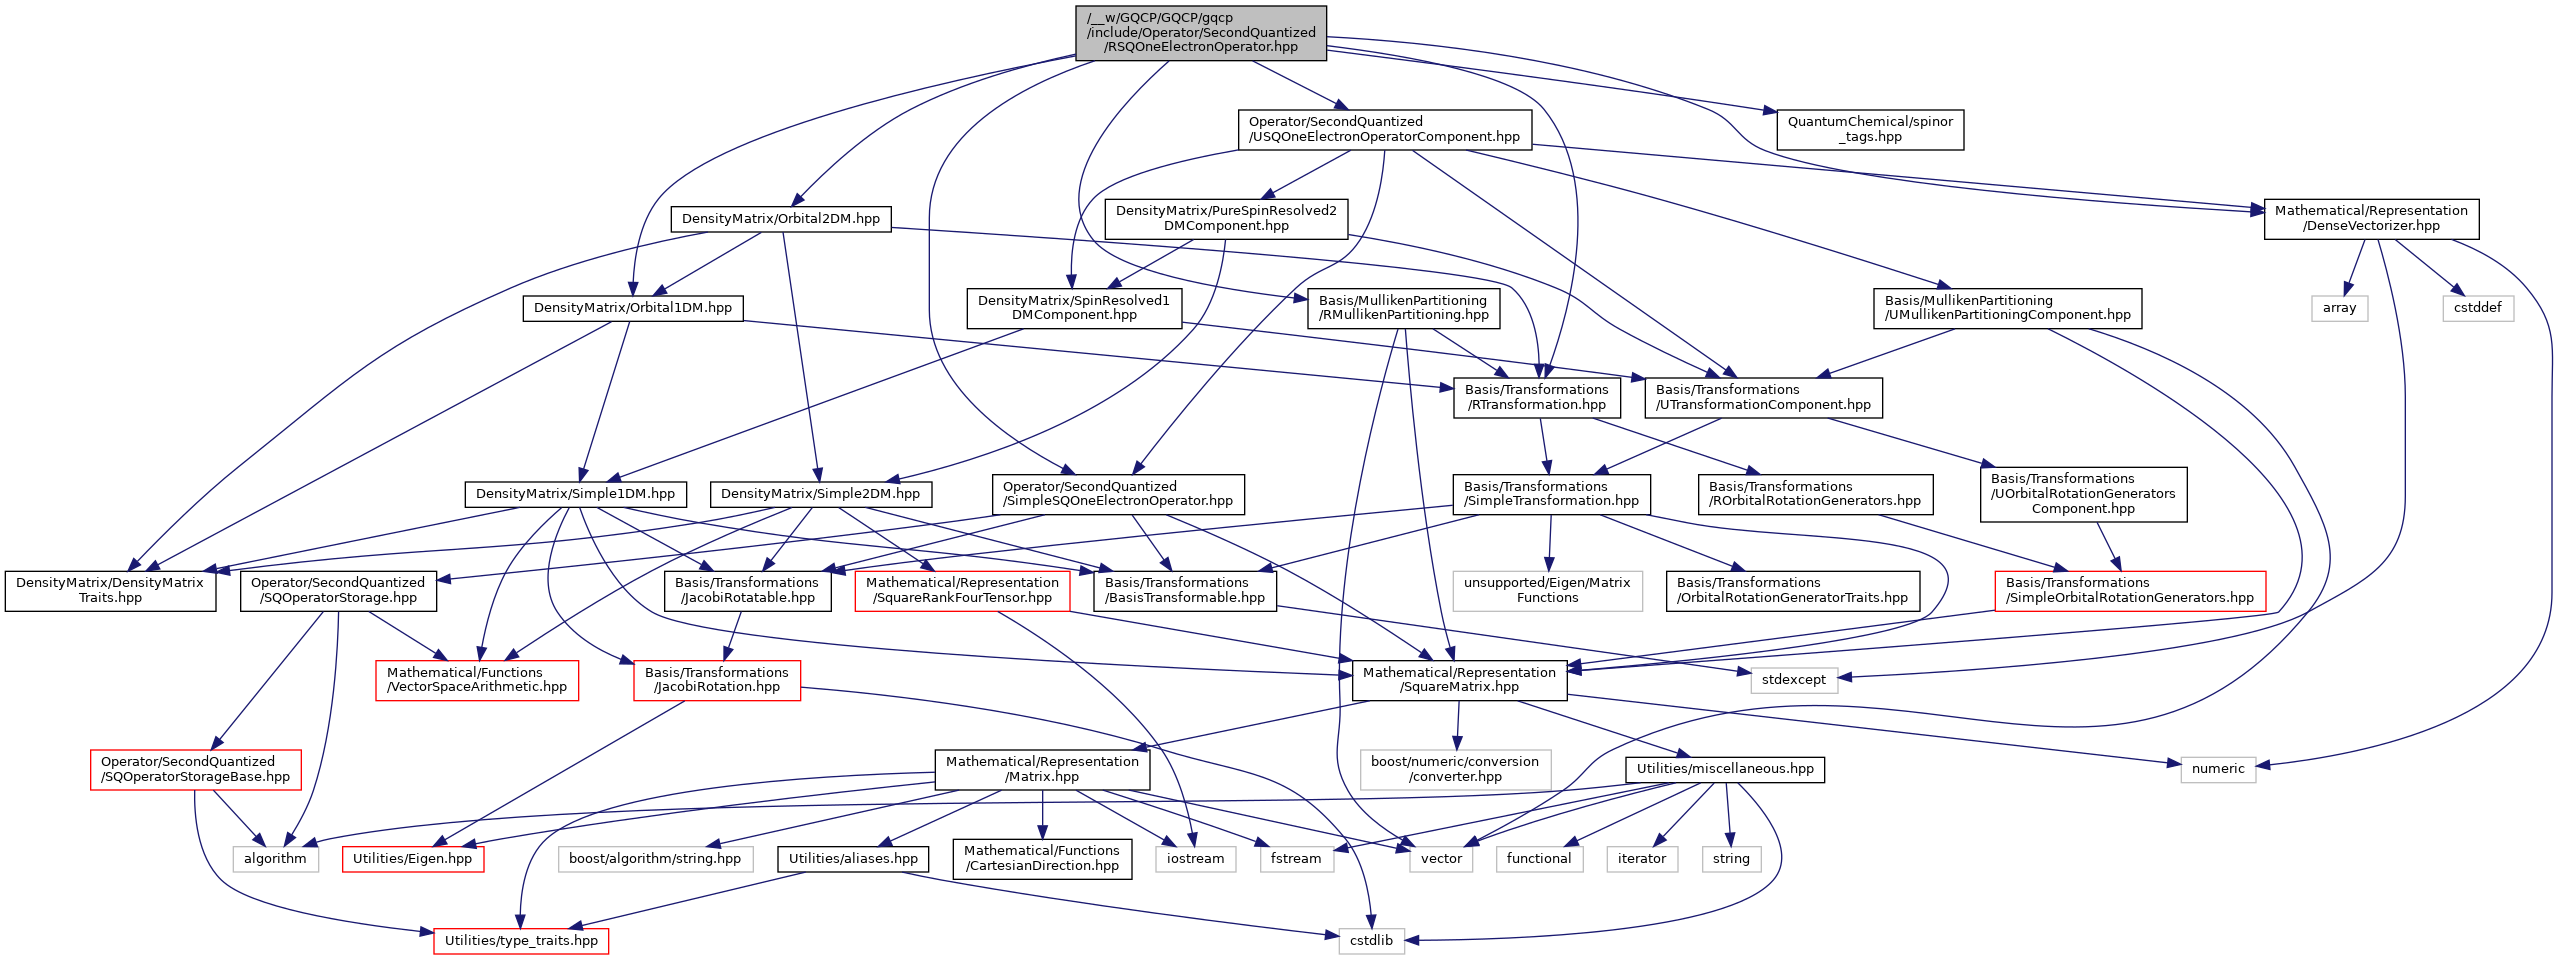 /__w/GQCP/GQCP/gqcp
/include/Operator/SecondQuantized
/RSQOneElectronOperator.hpp
Operator/SecondQuantized
/USQOneElectronOperatorComponent.hpp
QuantumChemical/spinor
_tags.hpp
DensityMatrix/Orbital2DM.hpp
DensityMatrix/PureSpinResolved2
DMComponent.hpp
Mathematical/Representation
/DenseVectorizer.hpp
DensityMatrix/Orbital1DM.hpp
DensityMatrix/SpinResolved1
DMComponent.hpp
Basis/MullikenPartitioning
/RMullikenPartitioning.hpp
Basis/MullikenPartitioning
/UMullikenPartitioningComponent.hpp
array
cstddef
Basis/Transformations
/RTransformation.hpp
Basis/Transformations
/UTransformationComponent.hpp
DensityMatrix/Simple1DM.hpp
DensityMatrix/Simple2DM.hpp
Operator/SecondQuantized
/SimpleSQOneElectronOperator.hpp
Basis/Transformations
/SimpleTransformation.hpp
Basis/Transformations
/ROrbitalRotationGenerators.hpp
Basis/Transformations
/UOrbitalRotationGenerators
Component.hpp
DensityMatrix/DensityMatrix
Traits.hpp
Operator/SecondQuantized
/SQOperatorStorage.hpp
Basis/Transformations
/JacobiRotatable.hpp
Mathematical/Representation
/SquareRankFourTensor.hpp
Basis/Transformations
/BasisTransformable.hpp
unsupported/Eigen/Matrix
Functions
Basis/Transformations
/OrbitalRotationGeneratorTraits.hpp
Basis/Transformations
/SimpleOrbitalRotationGenerators.hpp
Mathematical/Functions
/VectorSpaceArithmetic.hpp
Basis/Transformations
/JacobiRotation.hpp
Mathematical/Representation
/SquareMatrix.hpp
stdexcept
Operator/SecondQuantized
/SQOperatorStorageBase.hpp
Mathematical/Representation
/Matrix.hpp
boost/numeric/conversion
/converter.hpp
Utilities/miscellaneous.hpp
numeric
algorithm
Utilities/Eigen.hpp
boost/algorithm/string.hpp
Utilities/aliases.hpp
Mathematical/Functions
/CartesianDirection.hpp
iostream
fstream
vector
functional
iterator
string
Utilities/type_traits.hpp
cstdlib